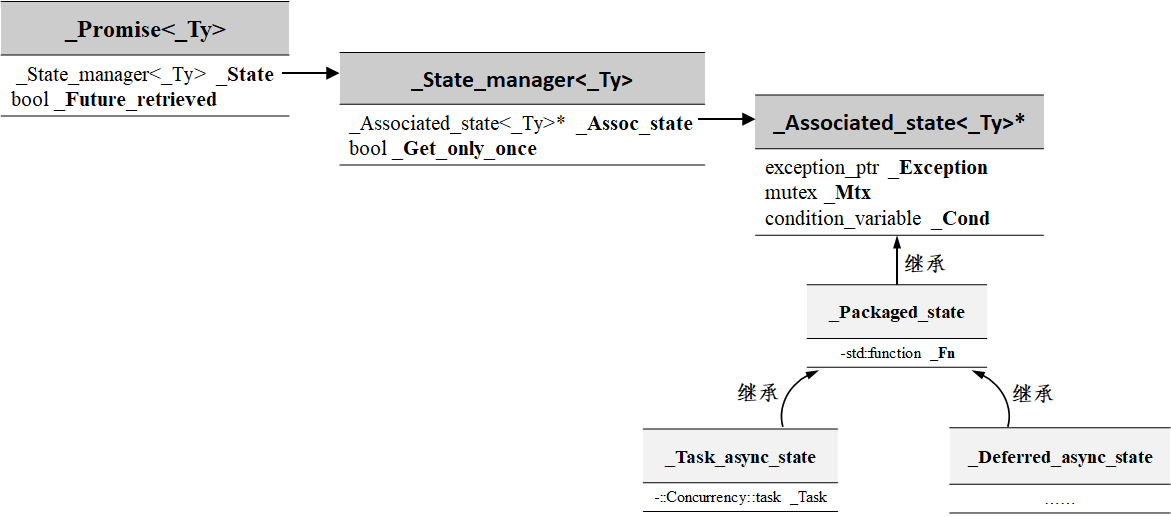 _Promise<_Ty>
_State_manager<_Ty> _State
bool _Future_retrieved
_State_manager<_Ty>
_Associated_state<_Ty>* _Assoc_state
bool _Get_only_once
_Associated_state<_Ty>*
exception_ptr _Exception
mutex _Mtx
condition_variable _Cond
继承
_Packaged_state
-std::function _Fn
继承
继承
_Task_async_state
-::Concurrency::task _Task
_Deferred_async_state
……